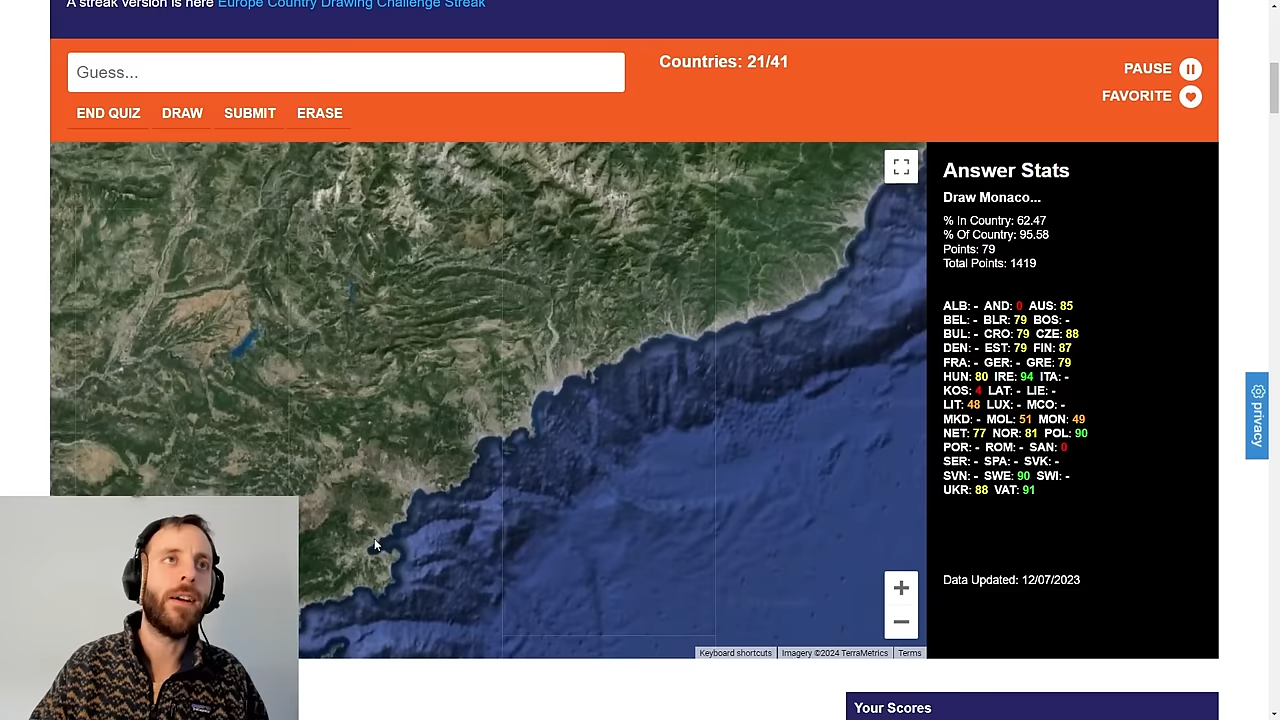 A streak version is here Europe Country Drawing Challenge Streak
Guess...
Countries: 21/41
PAUSE
FAVORITE
END QUIZ DRAW SUBMIT ERASE
Answer Stats
Draw Monaco...
% In Country: 62.47
% Of Country: 95.58
Points: 79
Total Points: 1419
ALB: - AND: 0 AUS: 85
BEL: - BLR: 79 BOS: -
BUL: - CRO: 79 CZE: 88
DEN: - EST: 79 FIN: 87
FRA: - GER: - GRE: 79
HUN: 80 IRE: 94 ITA: -
KOS: 4 LAT: - LIE: -
LIT: 48 LUX: - MCO: -
MKD: - MOL: 51 MON: 49
NET: 77 NOR: 81 POL: 90
POR: - ROM: - SAN: 0
SER: - SPA: - SVK: -
SVN: - SWE: 90 SWI: -
UKR: 88 VAT: 91
Data Updated: 12/07/2023
privacy
Keyboard shortcuts Imagery ©2024 TerraMetrics Terms
Your Scores